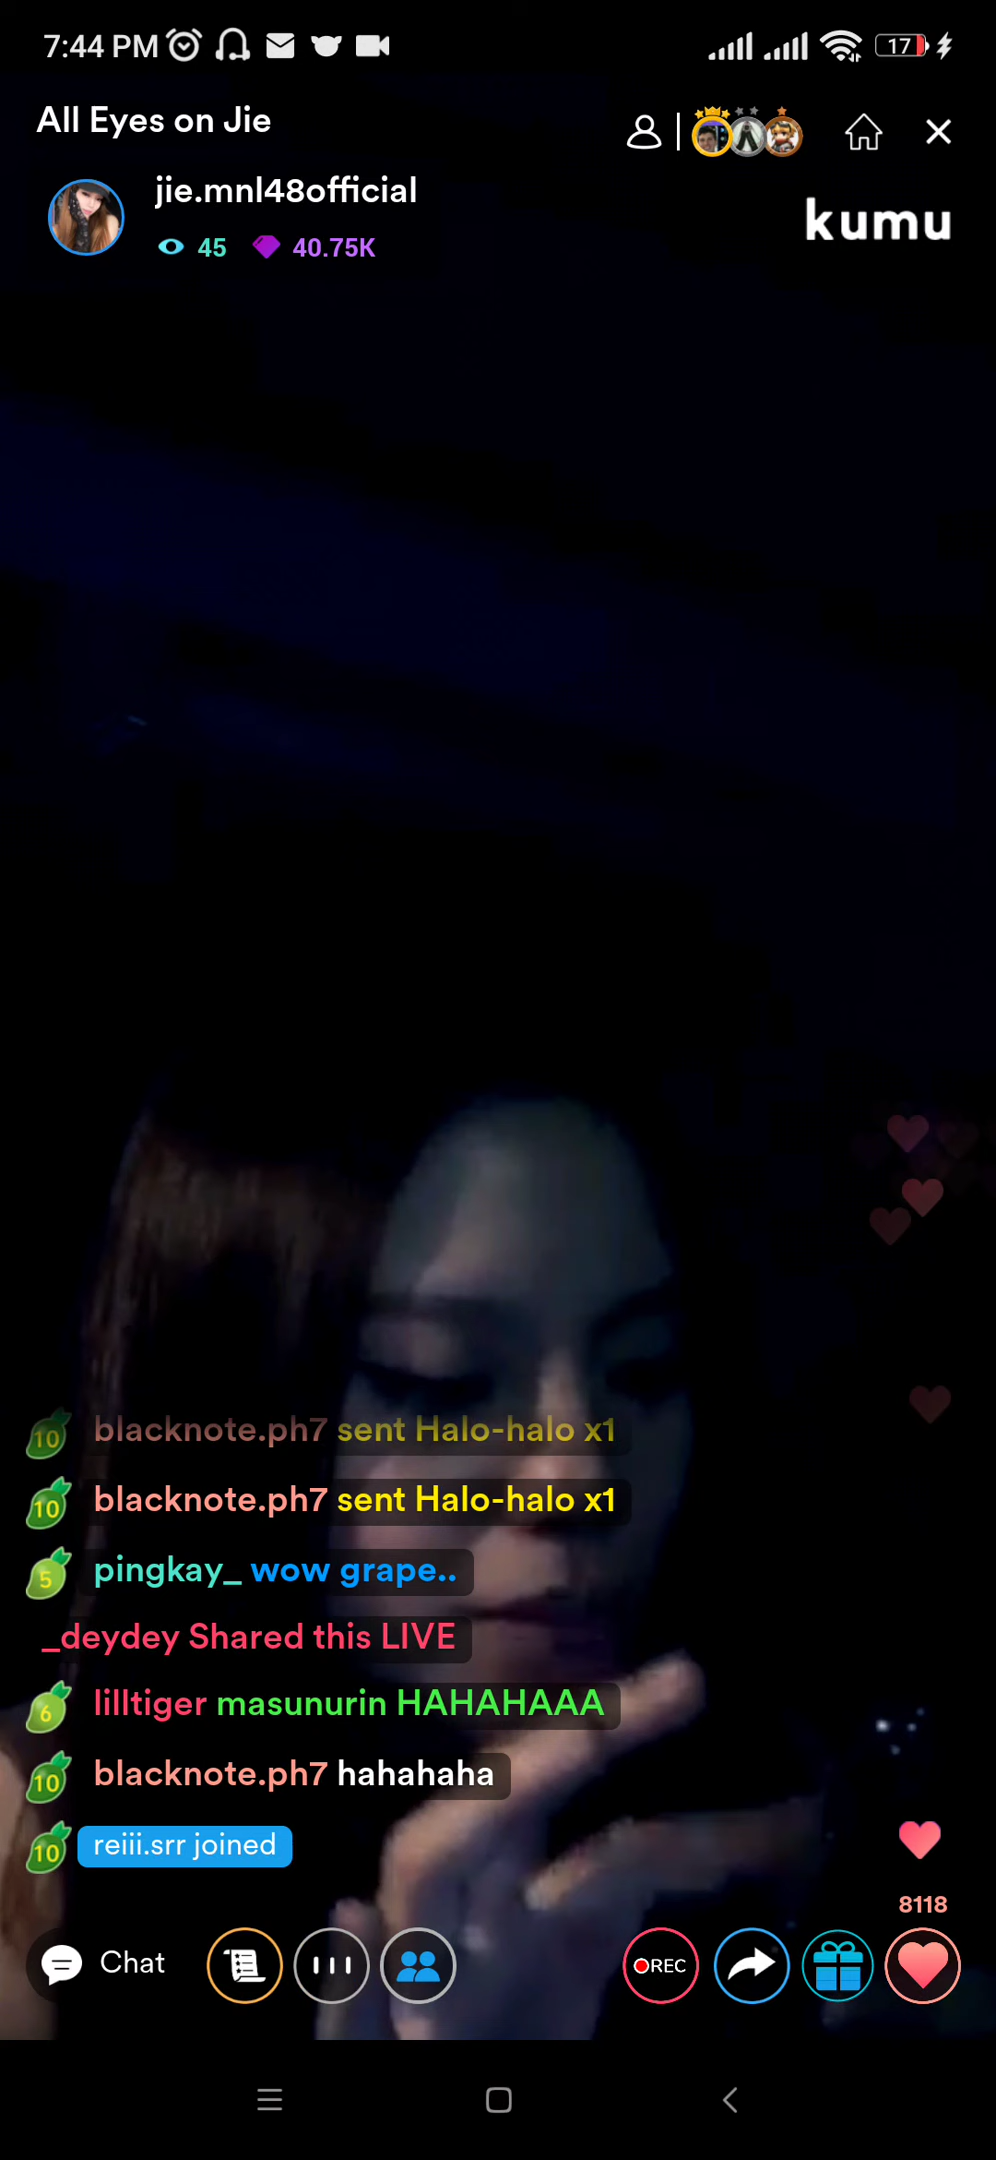 7:44 PM
17
All Eyes on Jie
jie.mnl48official
45 40.75K
kumu
10 blacknote.ph7 sent Halo-halo x1
10 blacknote.ph7 sent Halo-halo x1
5 pingkay_ wow grape..
_deydey Shared this LIVE
6 lilltiger masunurin HAHAHAAA
10 blacknote.ph7 hahahaha
10 reiii.srr joined
8118
Chat
REC